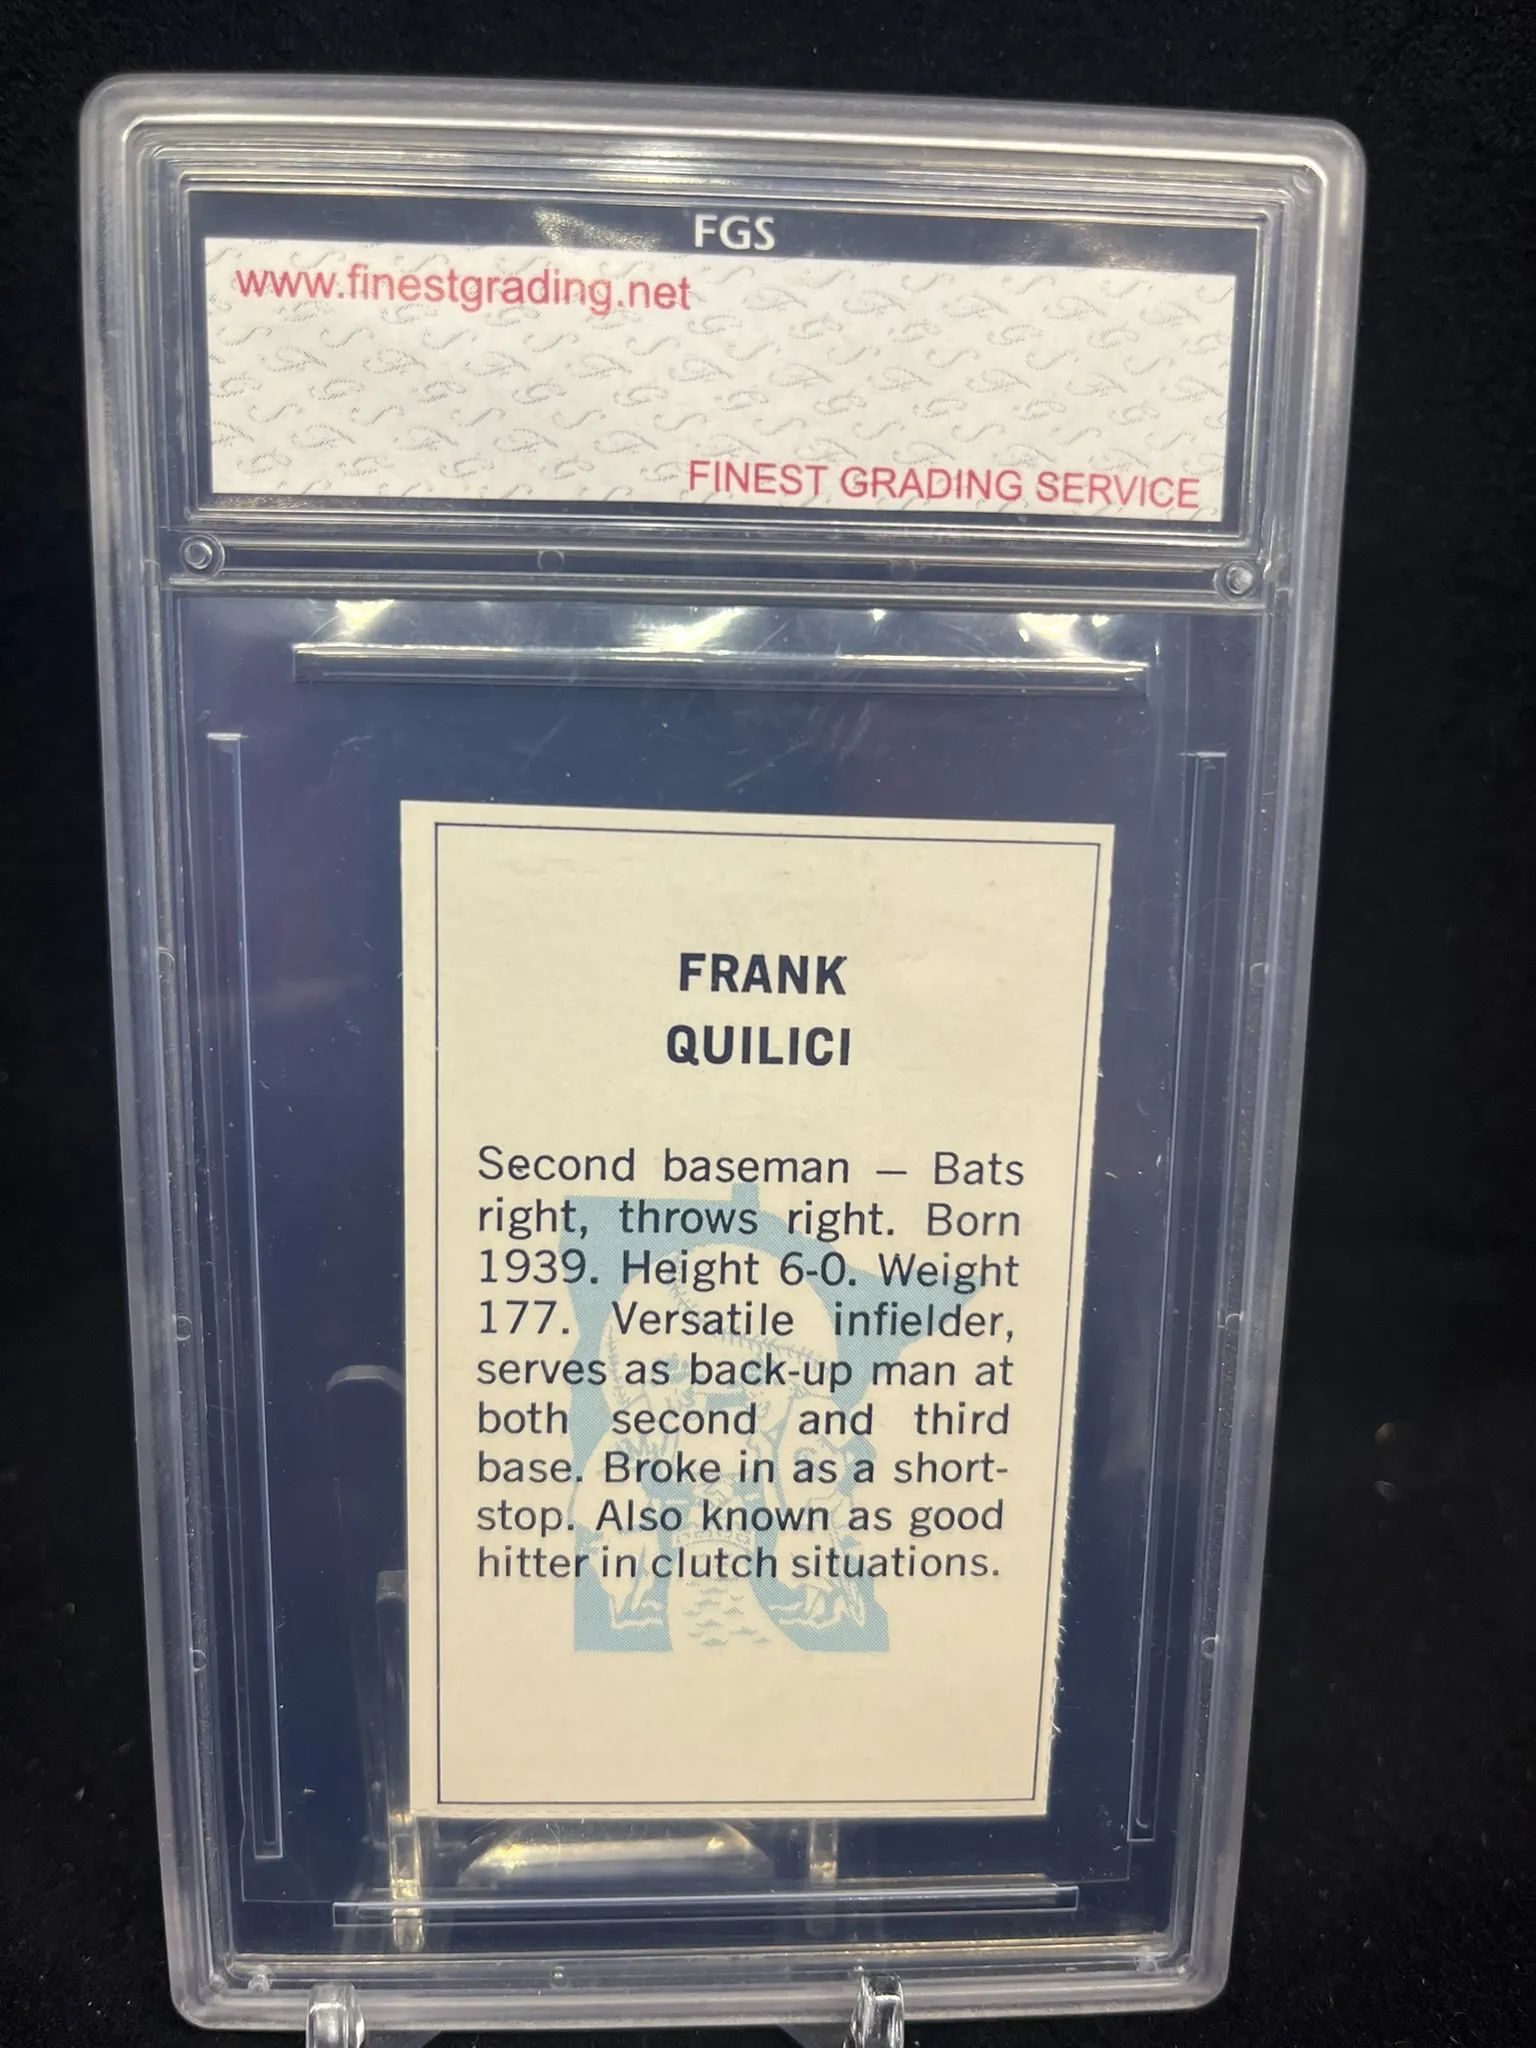 FGS
www.finestgrading.net
FINEST GRADING SERVICE
FRANK
QUILICI
Second baseman — Bats
right, throws right. Born
1939. Height 6-0. Weight
177. Versatile infielder,
serves as back-up man at
both second and third
base. Broke in as a short-
stop. Also known as good
hitter in clutch situations.